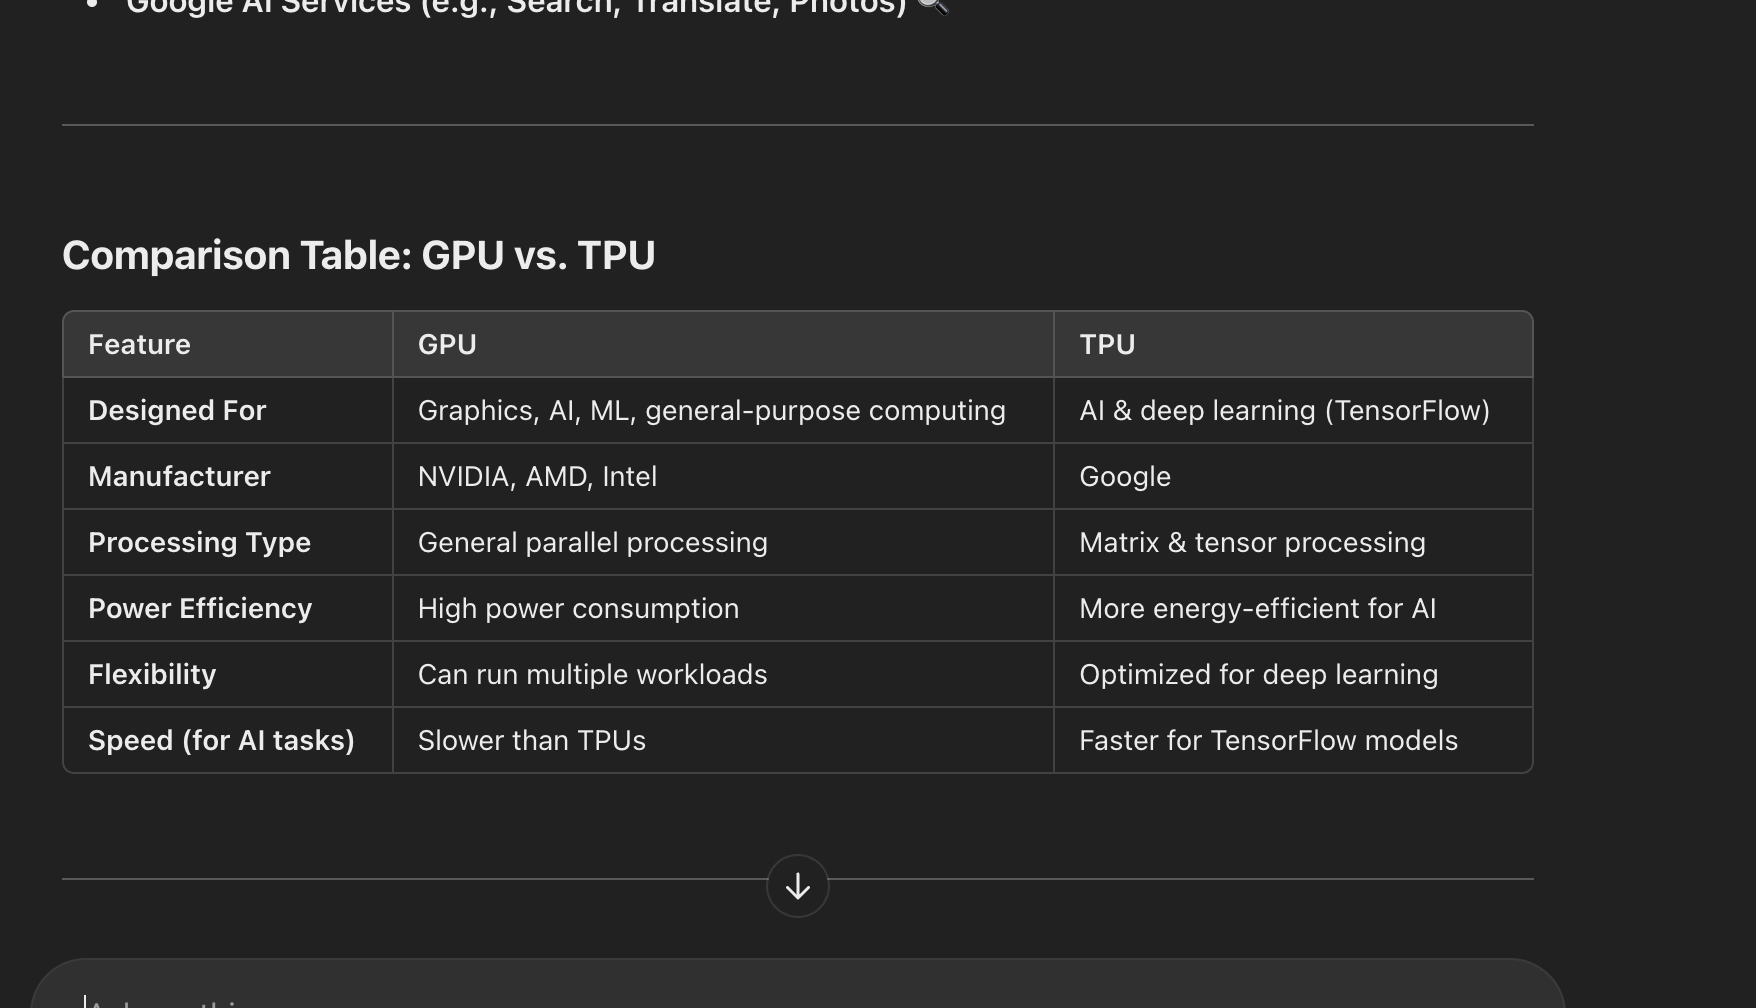 Google AI Services (e.g., Search, Translate, Photos)
Comparison Table: GPU vs. TPU
Feature GPU TPU
Designed For Graphics, AI, ML, general-purpose computing AI & deep learning (TensorFlow)
Manufacturer NVIDIA, AMD, Intel Google
Processing Type General parallel processing Matrix & tensor processing
Power Efficiency High power consumption More energy-efficient for AI
Flexibility Can run multiple workloads Optimized for deep learning
Speed (for AI tasks) Slower than TPUs Faster for TensorFlow models